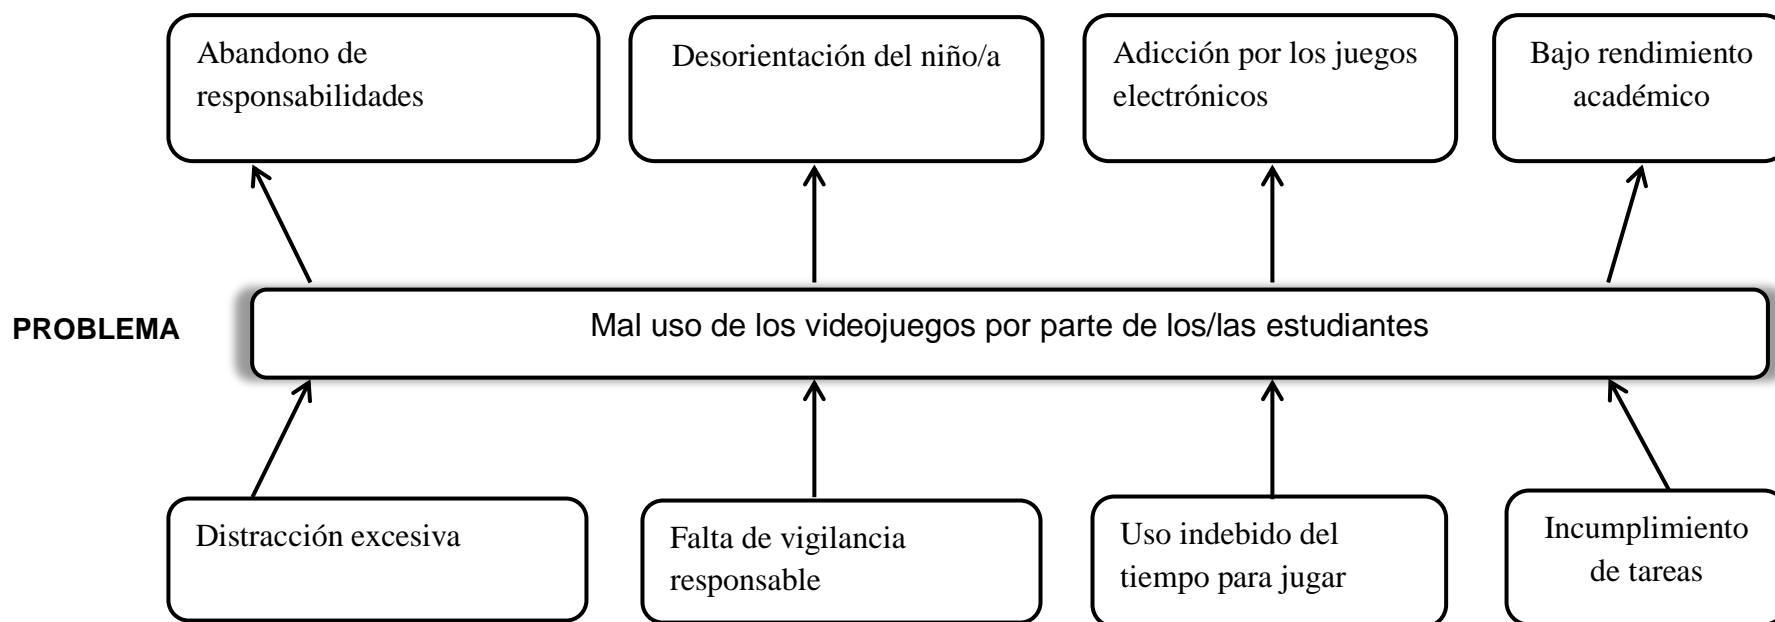 Abandono de
responsabilidades
Desorientación del niño/a
Adicción por los juegos
electrónicos
Bajo rendimiento
académico
PROBLEMA
Mal uso de los videojuegos por parte de los/las estudiantes
Distracción excesiva
Falta de vigilancia
responsable
Uso indebido del
tiempo para jugar
Incumplimiento
de tareas